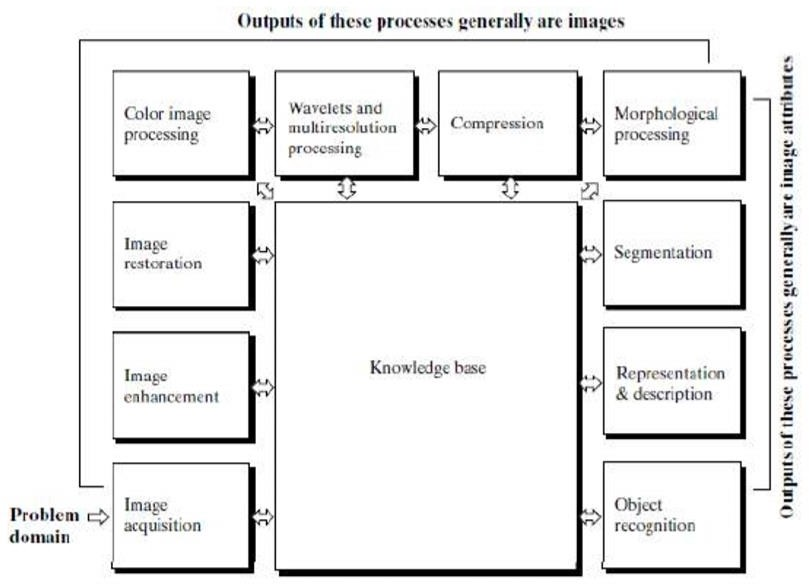 Outputs of these processes generally are images
Color image
processing
Wavelets and
multiresolution
processing
Compression
Morphological
processing
Image
restoration
Segmentation
Knowledge base
Image
enhancement
Representation
& description
Problem
domain
Image
acquisition
Object
recognition
Outputs of these processes generally are image attributes